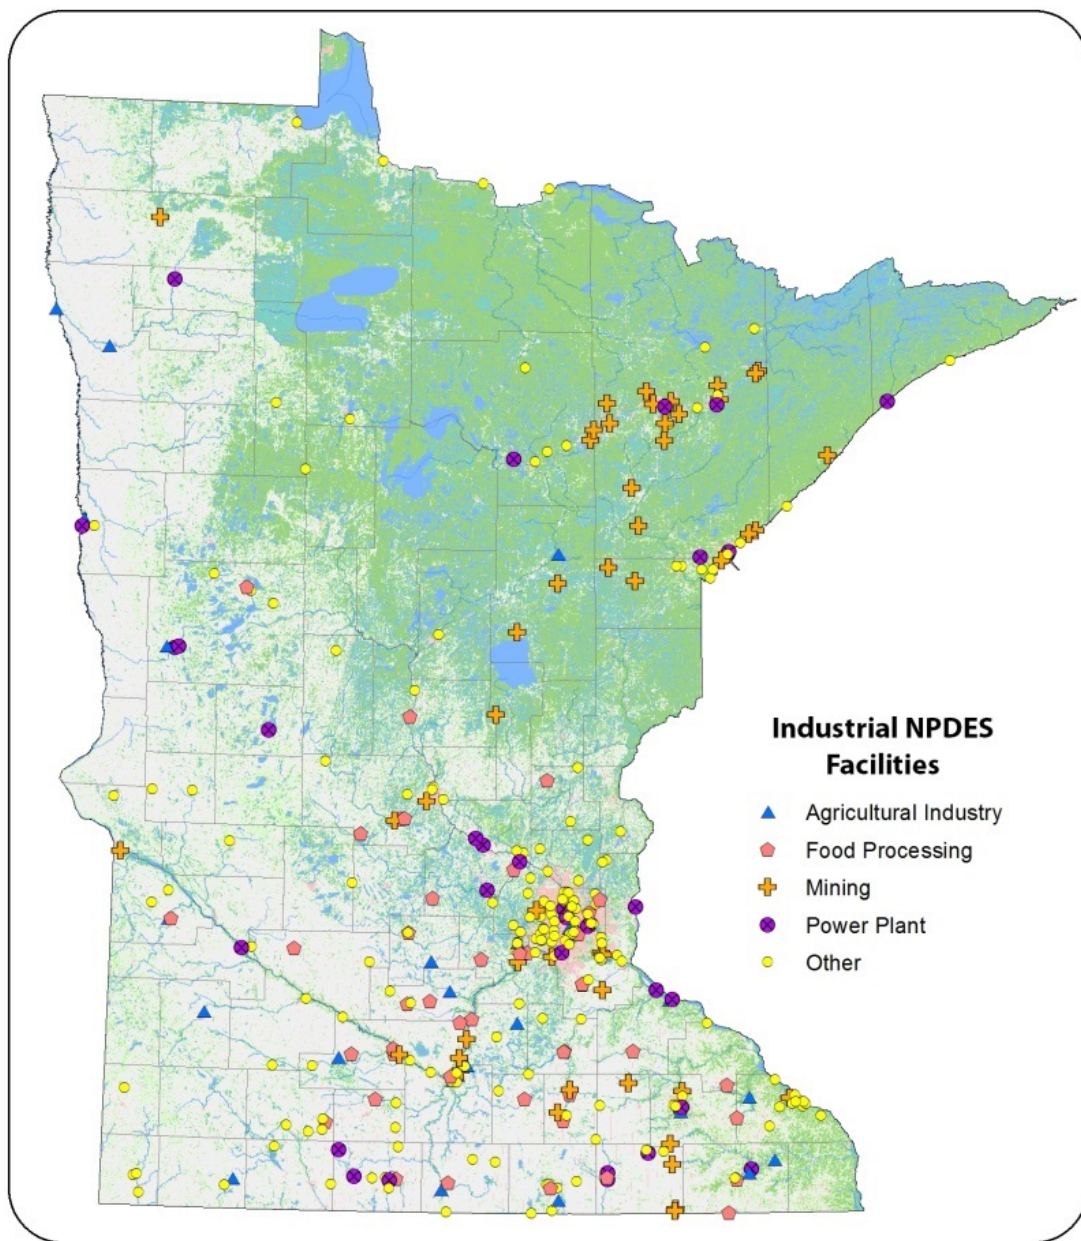 Industrial NPDES
Facilities
Agricultural Industry
Food Processing
Mining
Power Plant
Other